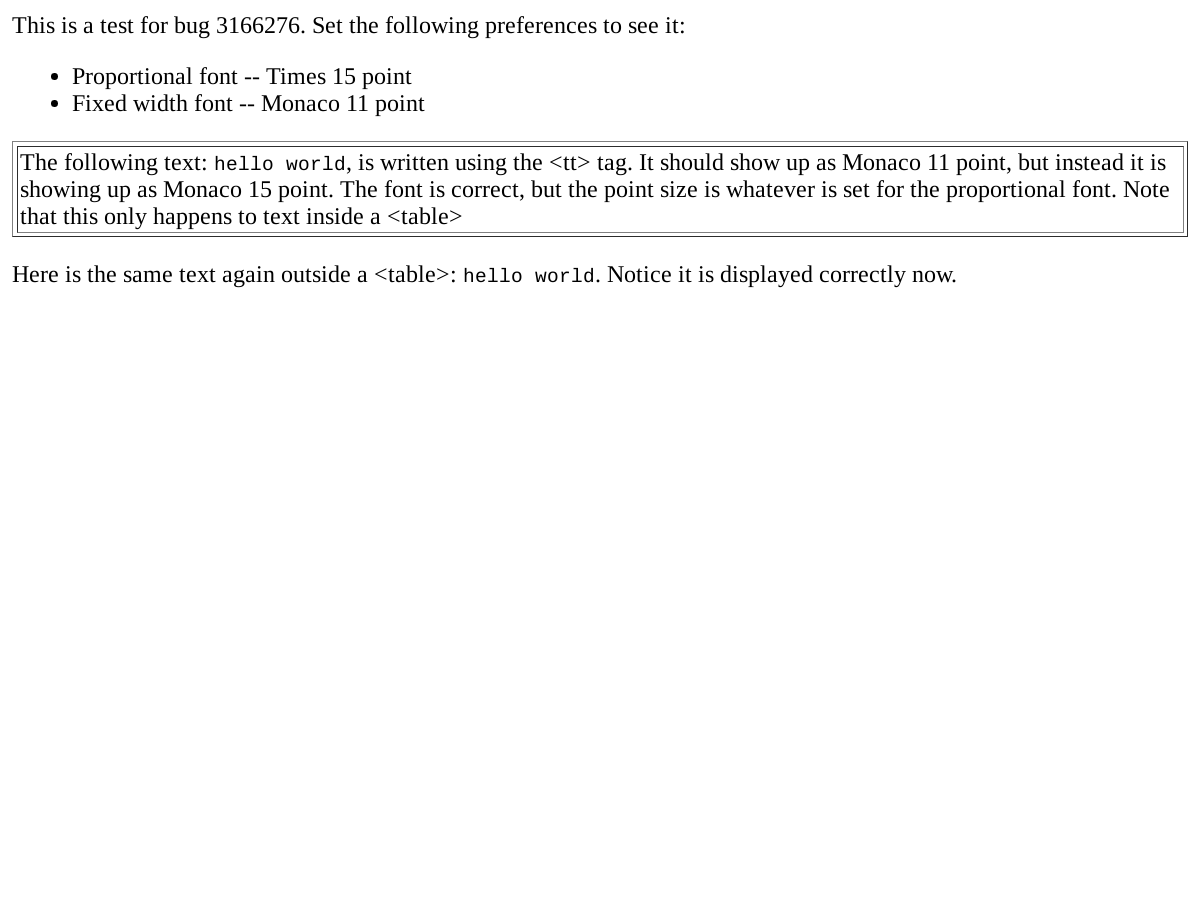 This is a test for bug 3166276. Set the following preferences to see it:
• Proportional font -- Times 15 point
• Fixed width font -- Monaco 11 point
The following text: hello world, is written using the <tt> tag. It should show up as Monaco 11 point, but instead it is
showing up as Monaco 15 point. The font is correct, but the point size is whatever is set for the proportional font. Note
that this only happens to text inside a <table>
Here is the same text again outside a <table>: hello world. Notice it is displayed correctly now.